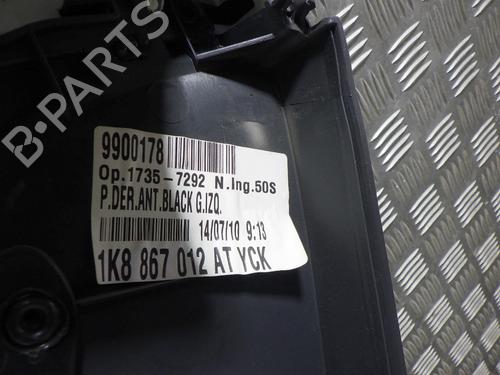 B-PARTS
9900178
Op.1735-7292 N.Ing.50S
P.DER.ANT.BLACK G.IZQ.
14/07/10 9:13
1K8 867 012 AT YCK